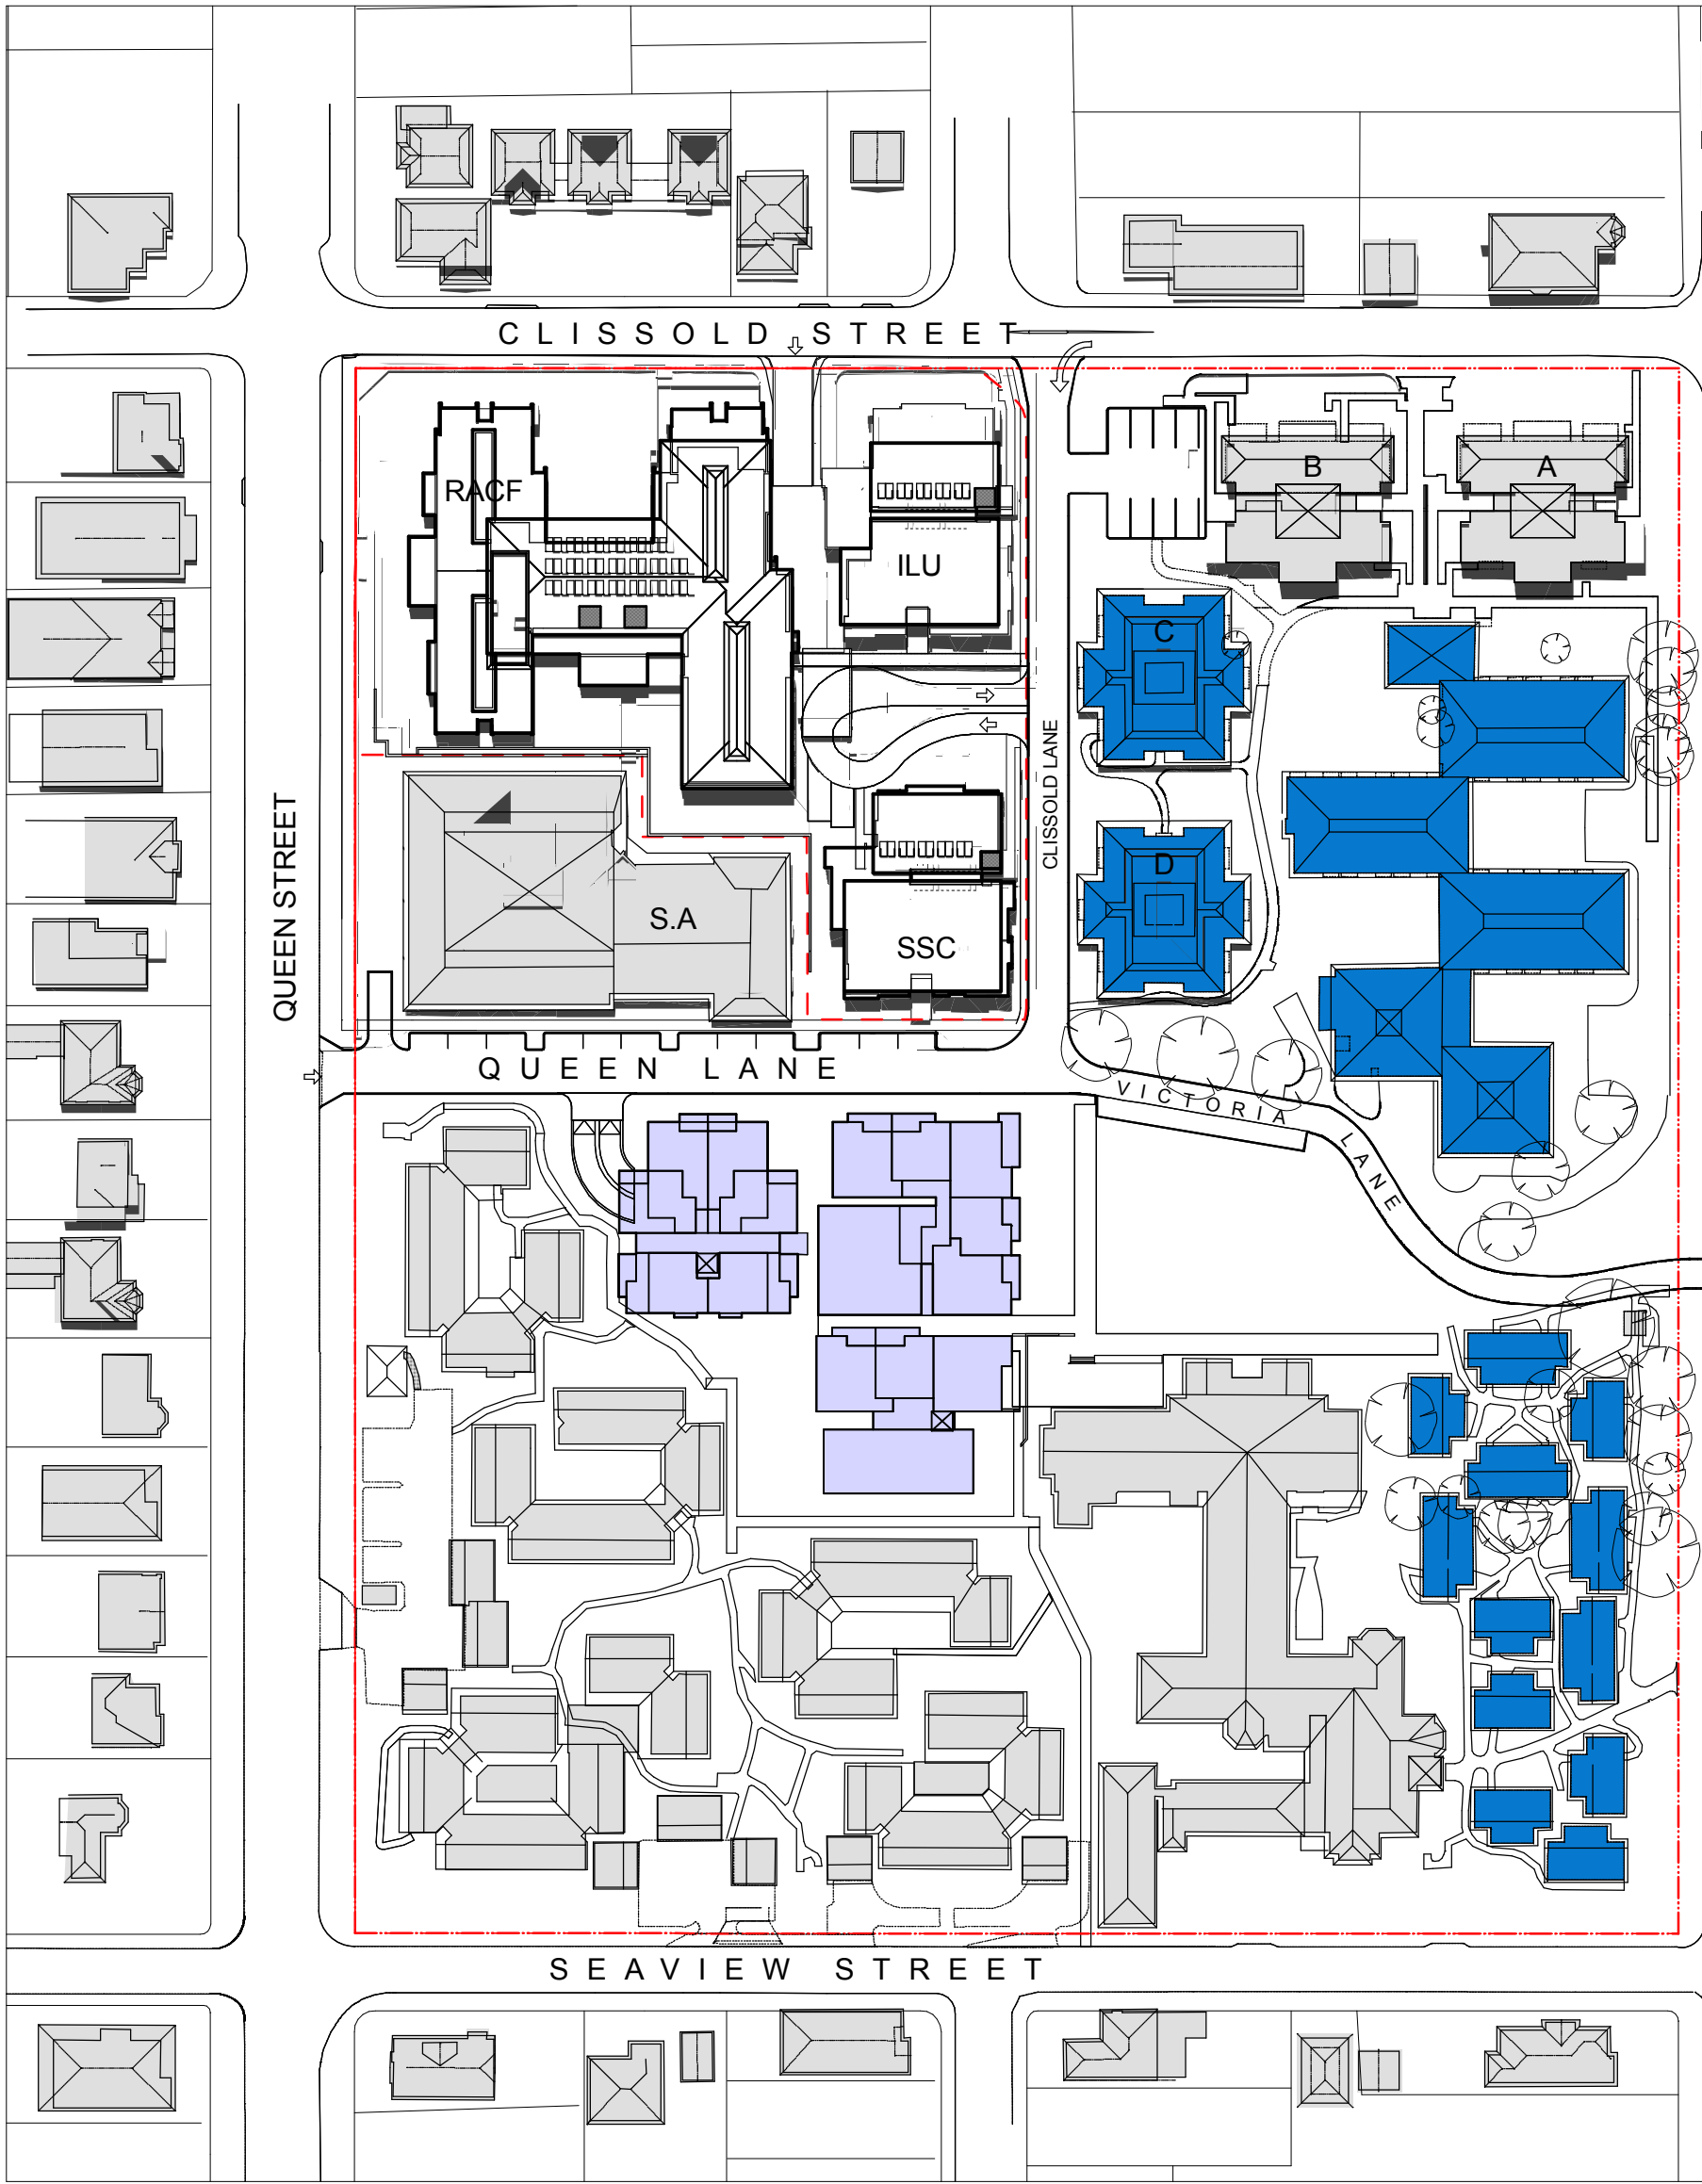 CLISSOLD STREET
B
A
RACF
ILU
C
CLISSOLD LANE
QUEEN STREET
D
S.A
SSC
QUEEN LANE
VICTORIA LANE
SEAVIEW STREET